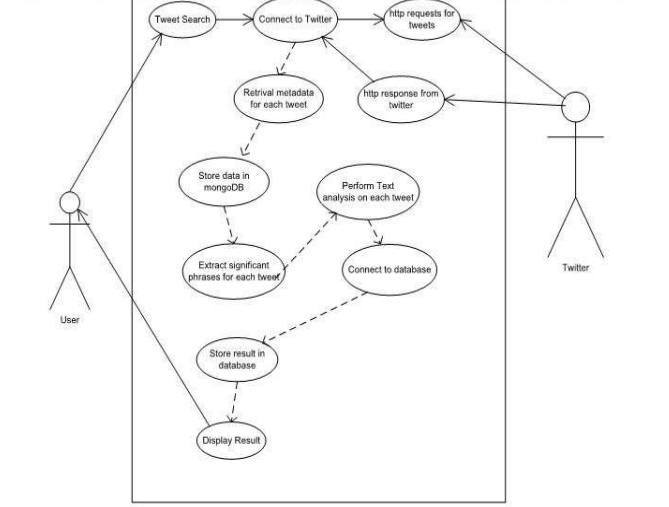 Tweet Search
Connect to Twitter
http requests for
tweets
Retrival metadata
for each tweet
http response from
twitter
Store data in
mongoDB
Perform Text
analysis on each tweet
Extract significant
phrases for each tweet
Connect to database
Twitter
User
Store result in
database
Display Result